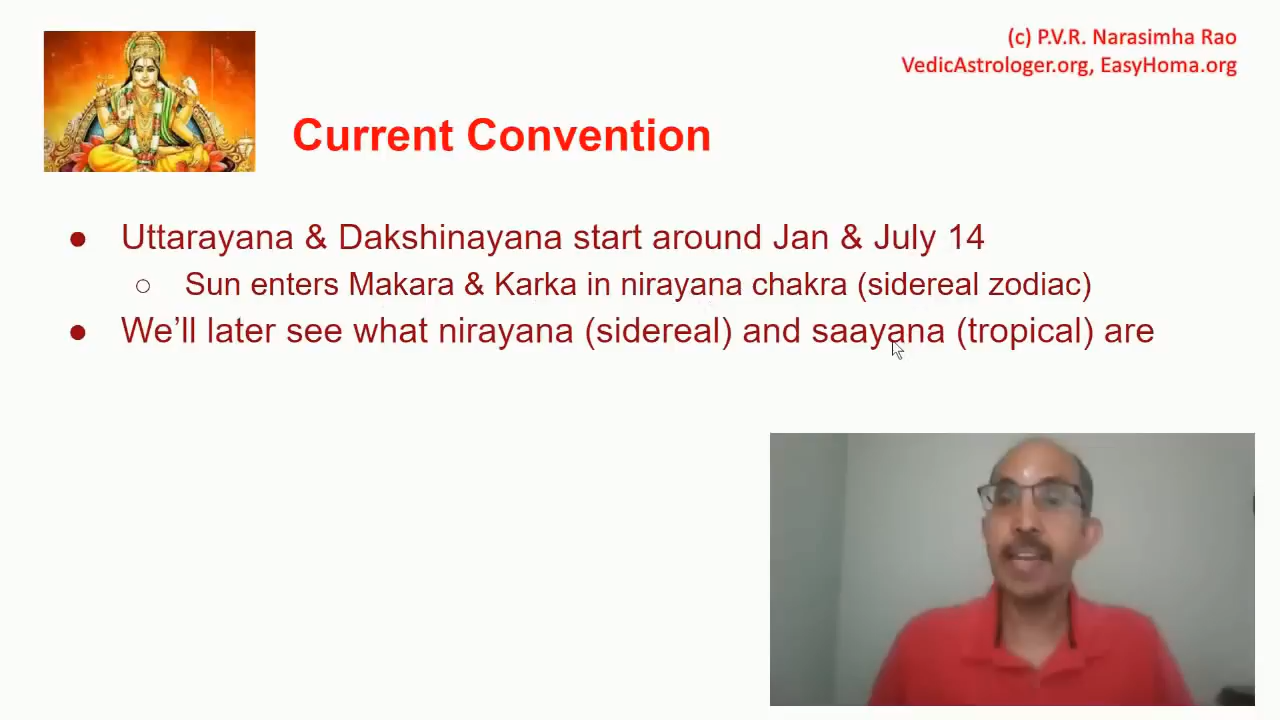 (c) P.V.R. Narasimha Rao
VedicAstrologer.org, EasyHoma.org
Current Convention
● Uttarayana & Dakshinayana start around Jan & July 14
○ Sun enters Makara & Karka in nirayana chakra (sidereal zodiac)
● We’ll later see what nirayana (sidereal) and saayana (tropical) are